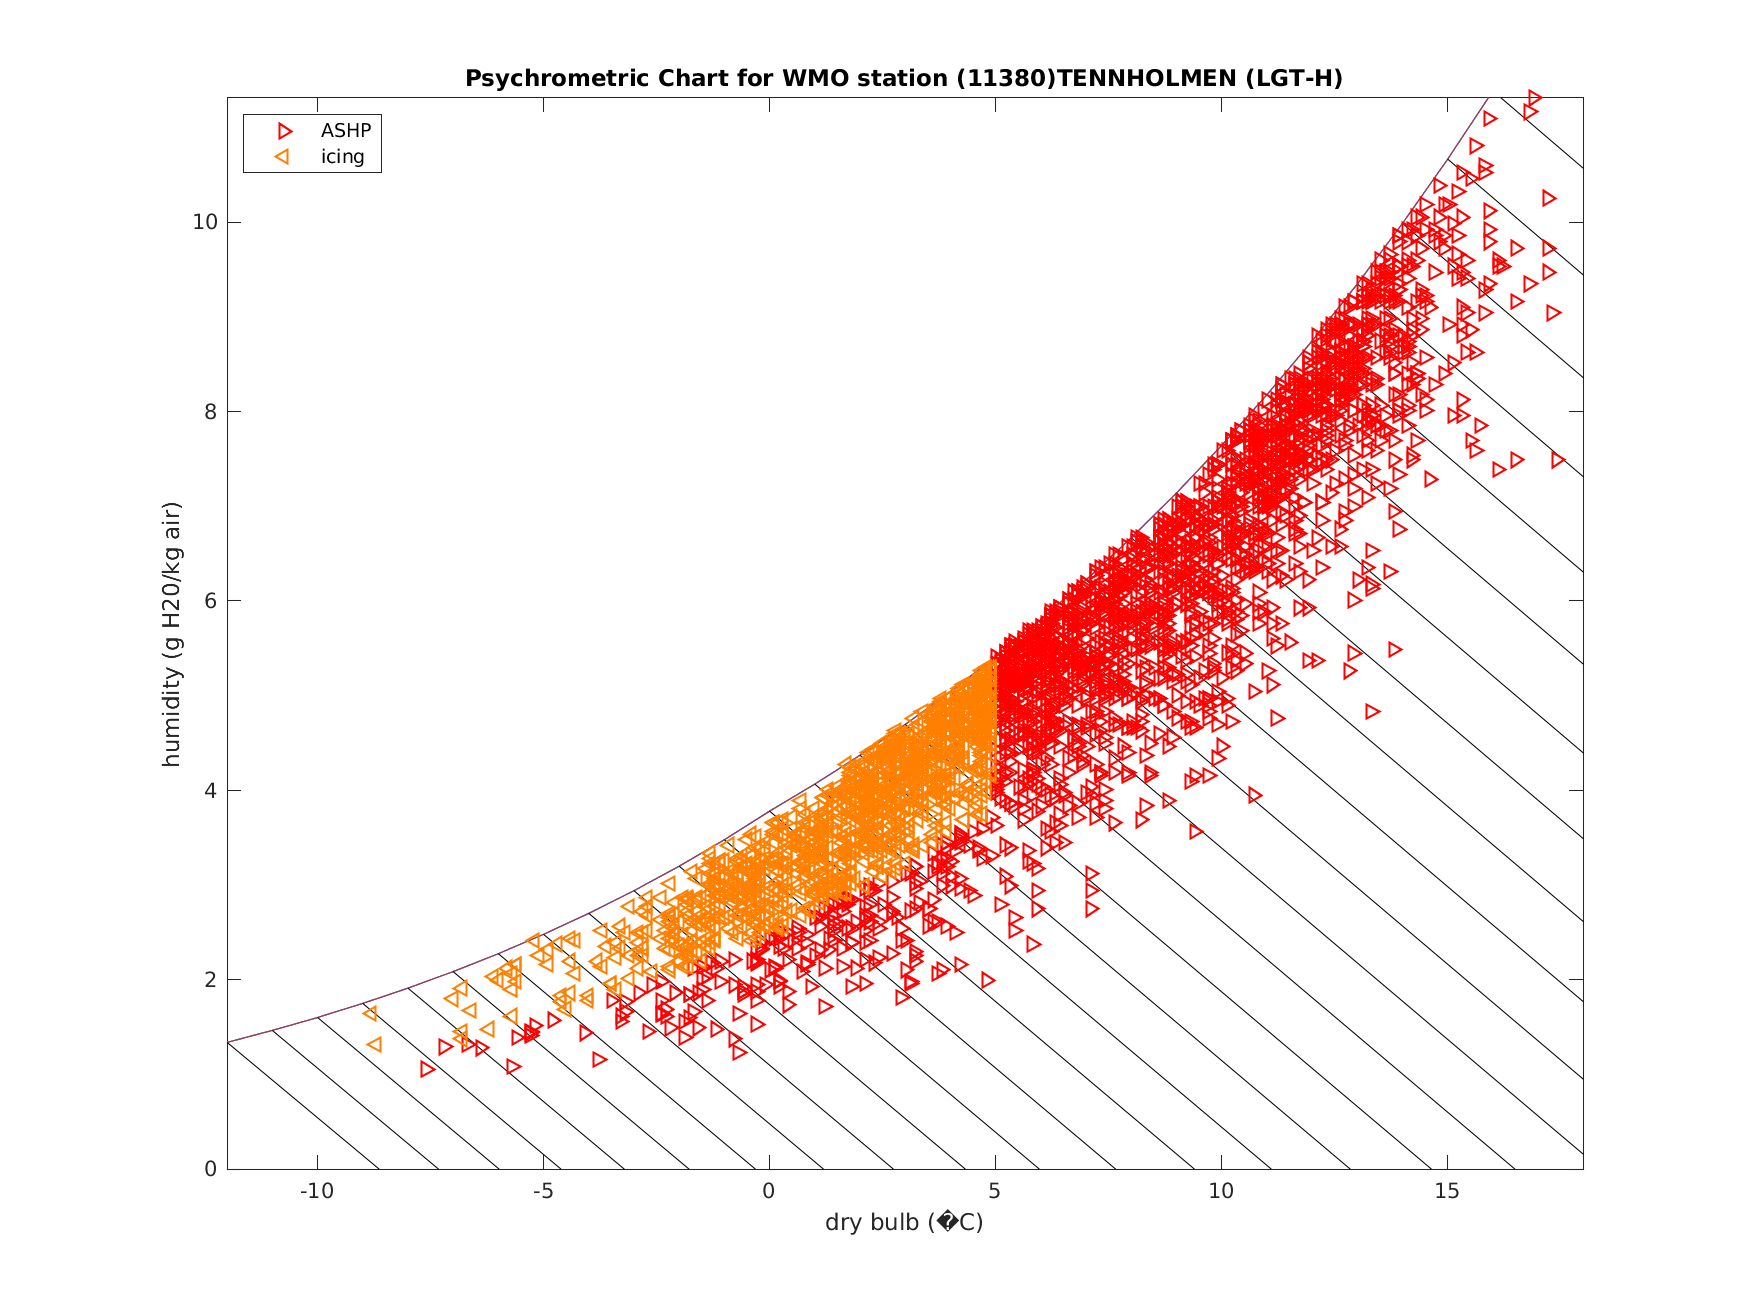 Psychrometric Chart for WMO station (11380)TENNHOLMEN (LGT-H)
ASHP
icing
10
8
6
4
2
0
humidity (g H20/kg air)
-10
-5
0
5
10
15
dry bulb (�C)